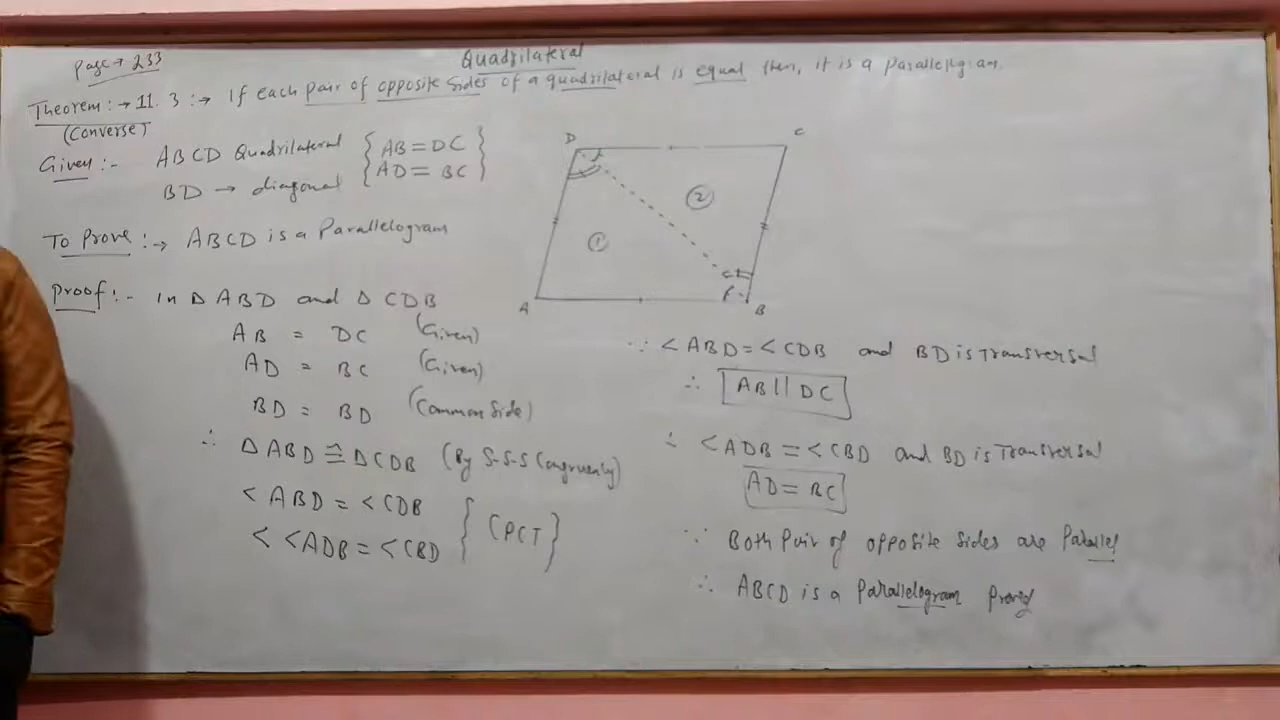 Page → 233
Quadrilateral
Theorem :→ 11.3 :→ If each pair of opposite sides of a quadrilateral is equal then, it is a parallelogram.
(Converse)
Given :- ABCD Quadrilateral { AB = DC }
BD → diagonal { AD = BC }
To Prove :→ ABCD is a Parallelogram
Proof :- In Δ ABD and Δ CDB
AB = DC (Given)
AD = BC (Given)
BD = BD (Common Side)
∴ Δ ABD ≅ Δ CDB (By S-S-S Congruenly)
< ABD = < CDB
< <ADB = <CBD } (PCT }
D
C
①
②
A
B
∵ < ABD = < CDB and BD is Transversal
∴ AB || DC
∴ < ADB = < CBD and BD is Transversal
AD = BC
∵ Both Pair of opposite sides are Parallel
∴ ABCD is a Parallelogram